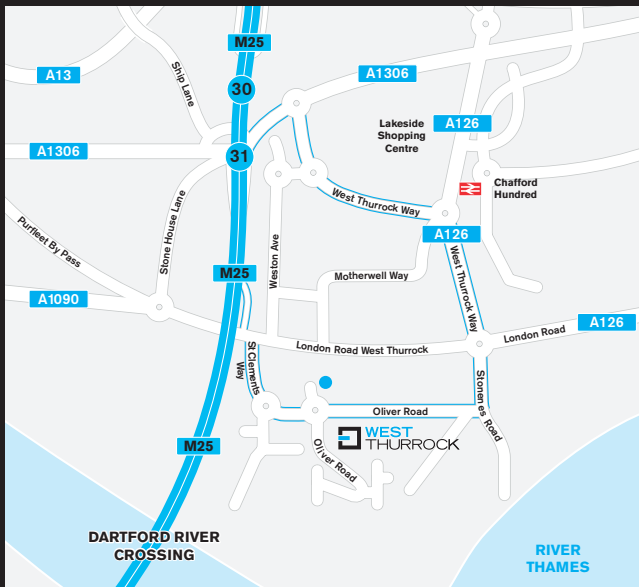 M25
A13
Ship Lane
A1306
30
Lakeside
Shopping
Centre
A126
A1306
31
Chafford
Hundred
West Thurrock Way
A126
Stone House Lane
Purfleet By Pass
Weston Ave
M25
Motherwell Way
West Thurrock Way
A1090
A126
London Road
London Road West Thurrock
St Clements
Way
Oliver Road
Stonen es Road
WEST
THURROCK
Oliver Road
M25
DARTFORD RIVER
CROSSING
RIVER
THAMES